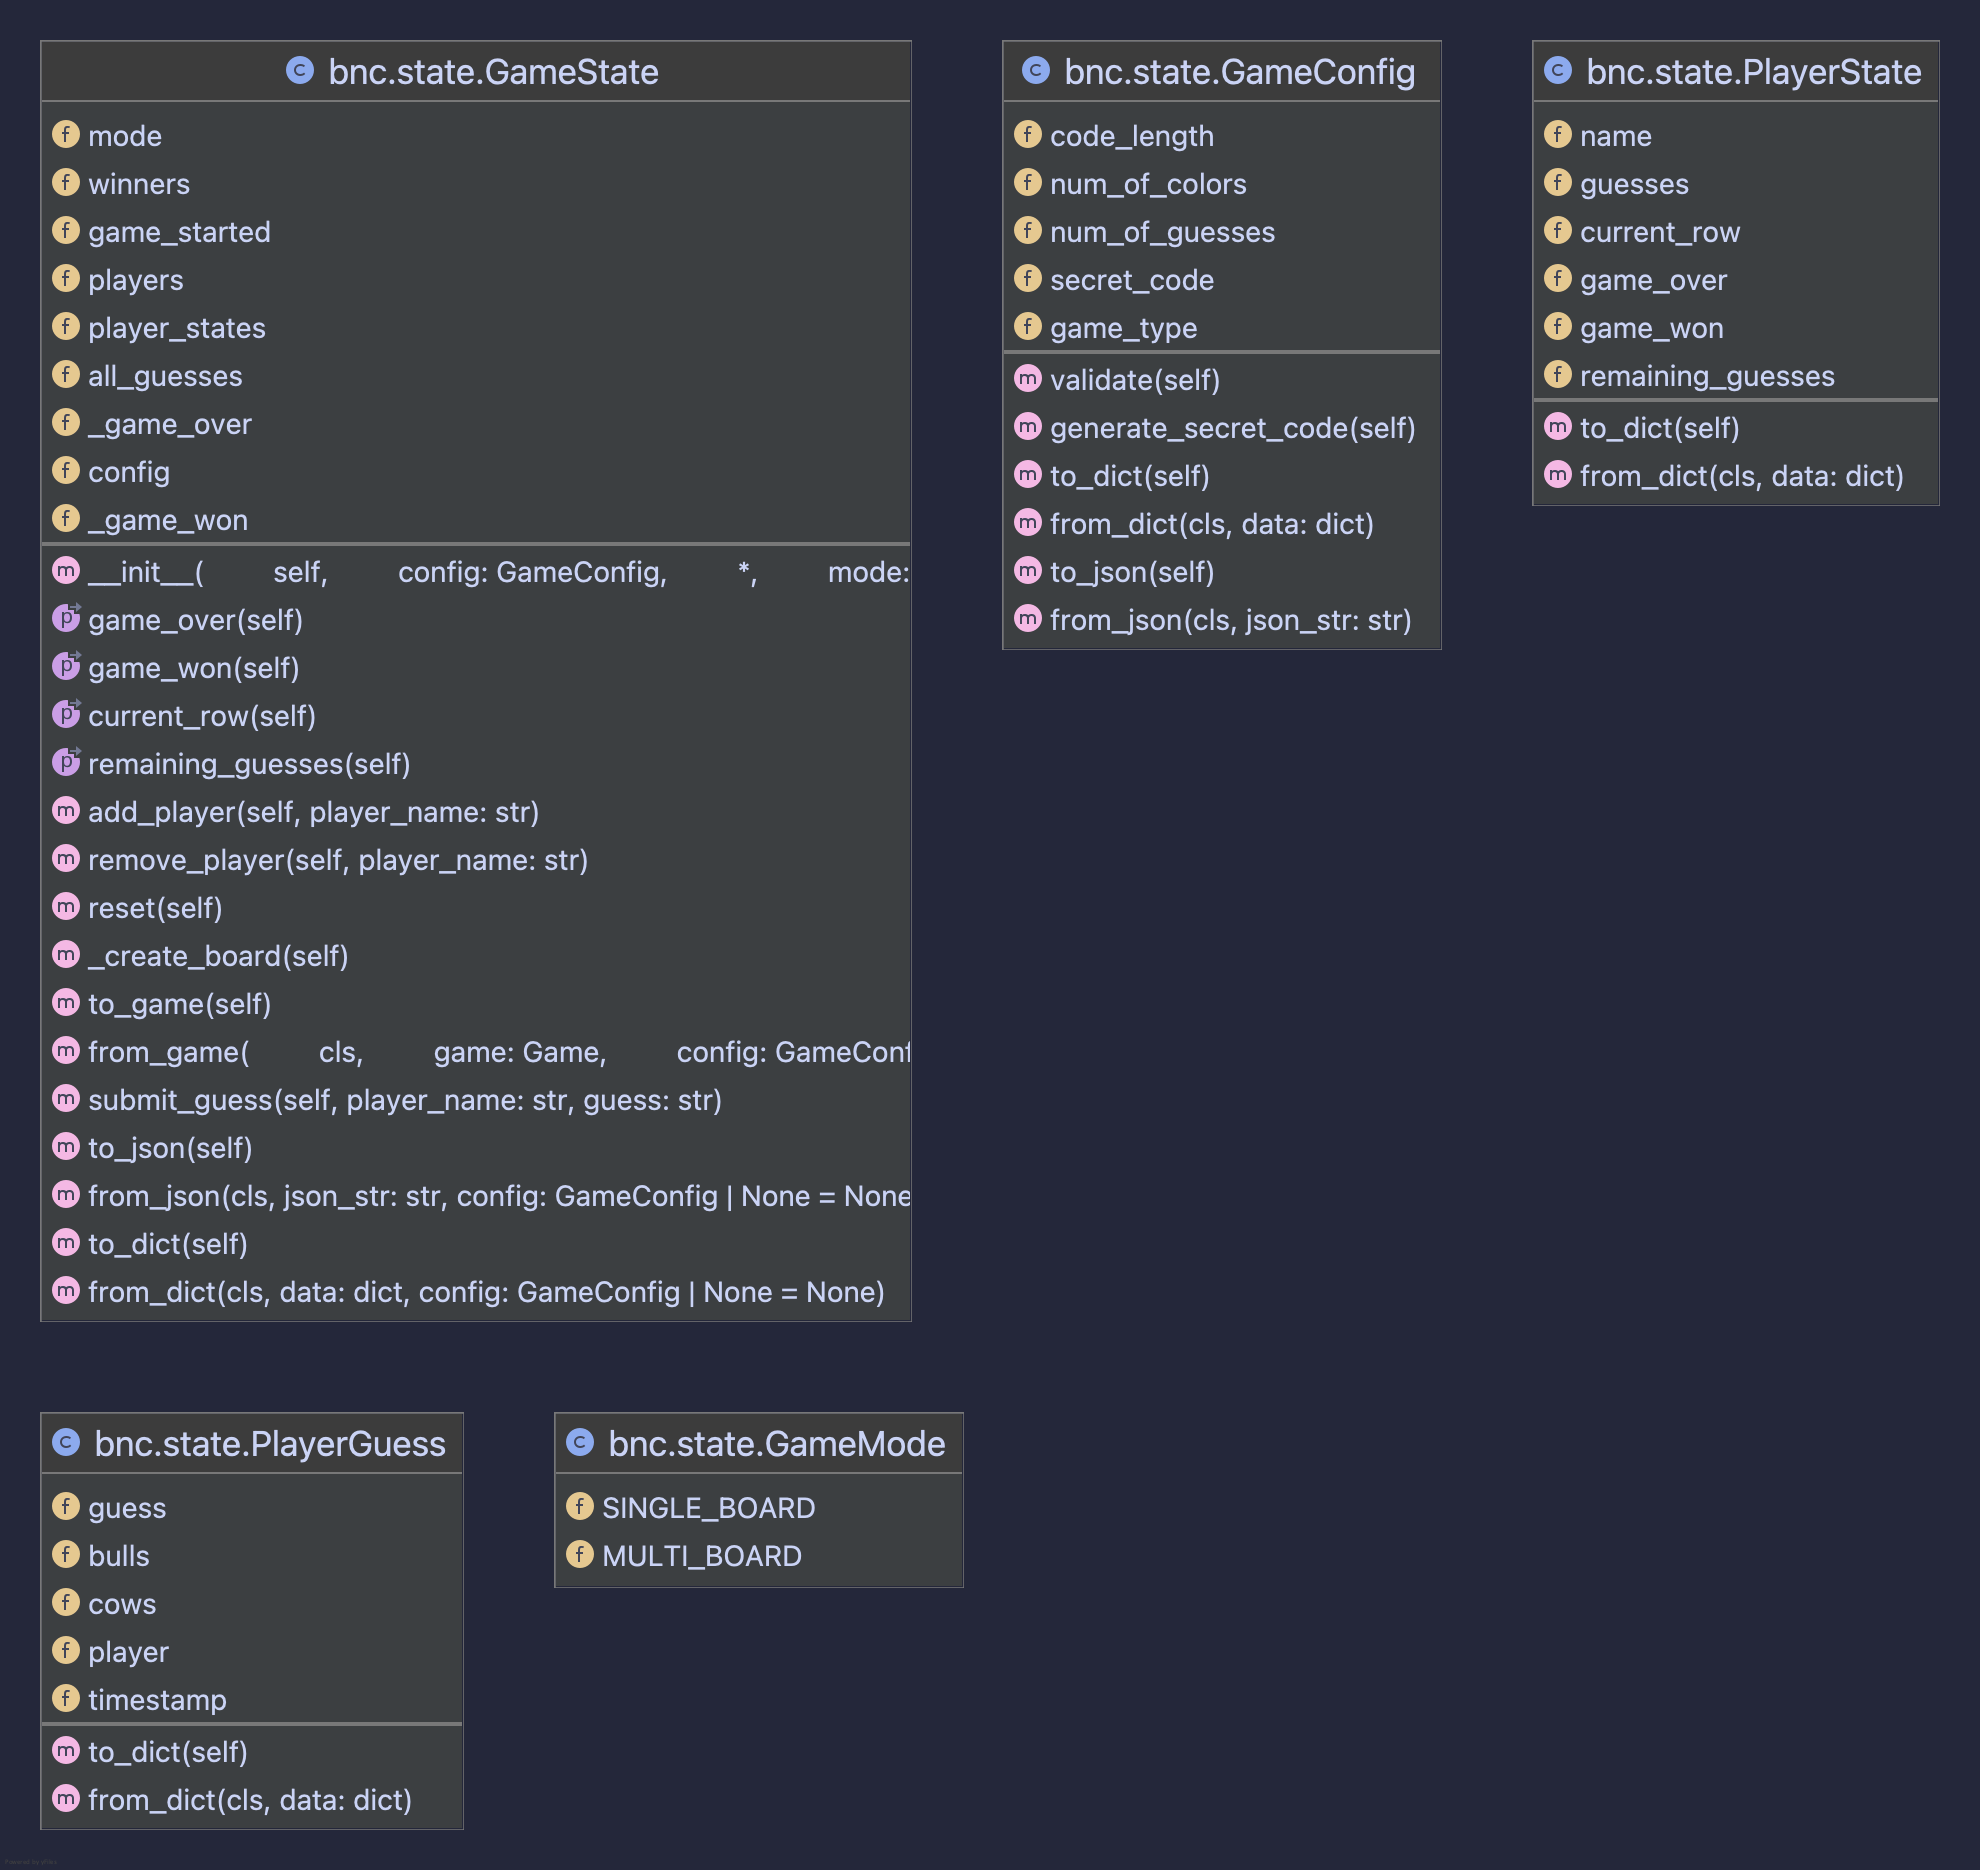 bnc.state.GameState
mode
winners
game_started
players
player_states
all_guesses
_game_over
config
_game_won
__init__( self, config: GameConfig, *, mode:
game_over(self)
game_won(self)
current_row(self)
remaining_guesses(self)
add_player(self, player_name: str)
remove_player(self, player_name: str)
reset(self)
_create_board(self)
to_game(self)
from_game( cls, game: Game, config: GameConf
submit_guess(self, player_name: str, guess: str)
to_json(self)
from_json(cls, json_str: str, config: GameConfig | None = None
to_dict(self)
from_dict(cls, data: dict, config: GameConfig | None = None)
bnc.state.GameConfig
code_length
num_of_colors
num_of_guesses
secret_code
game_type
validate(self)
generate_secret_code(self)
to_dict(self)
from_dict(cls, data: dict)
to_json(self)
from_json(cls, json_str: str)
bnc.state.PlayerState
name
guesses
current_row
game_over
game_won
remaining_guesses
to_dict(self)
from_dict(cls, data: dict)
bnc.state.PlayerGuess
guess
bulls
cows
player
timestamp
to_dict(self)
from_dict(cls, data: dict)
bnc.state.GameMode
SINGLE_BOARD
MULTI_BOARD